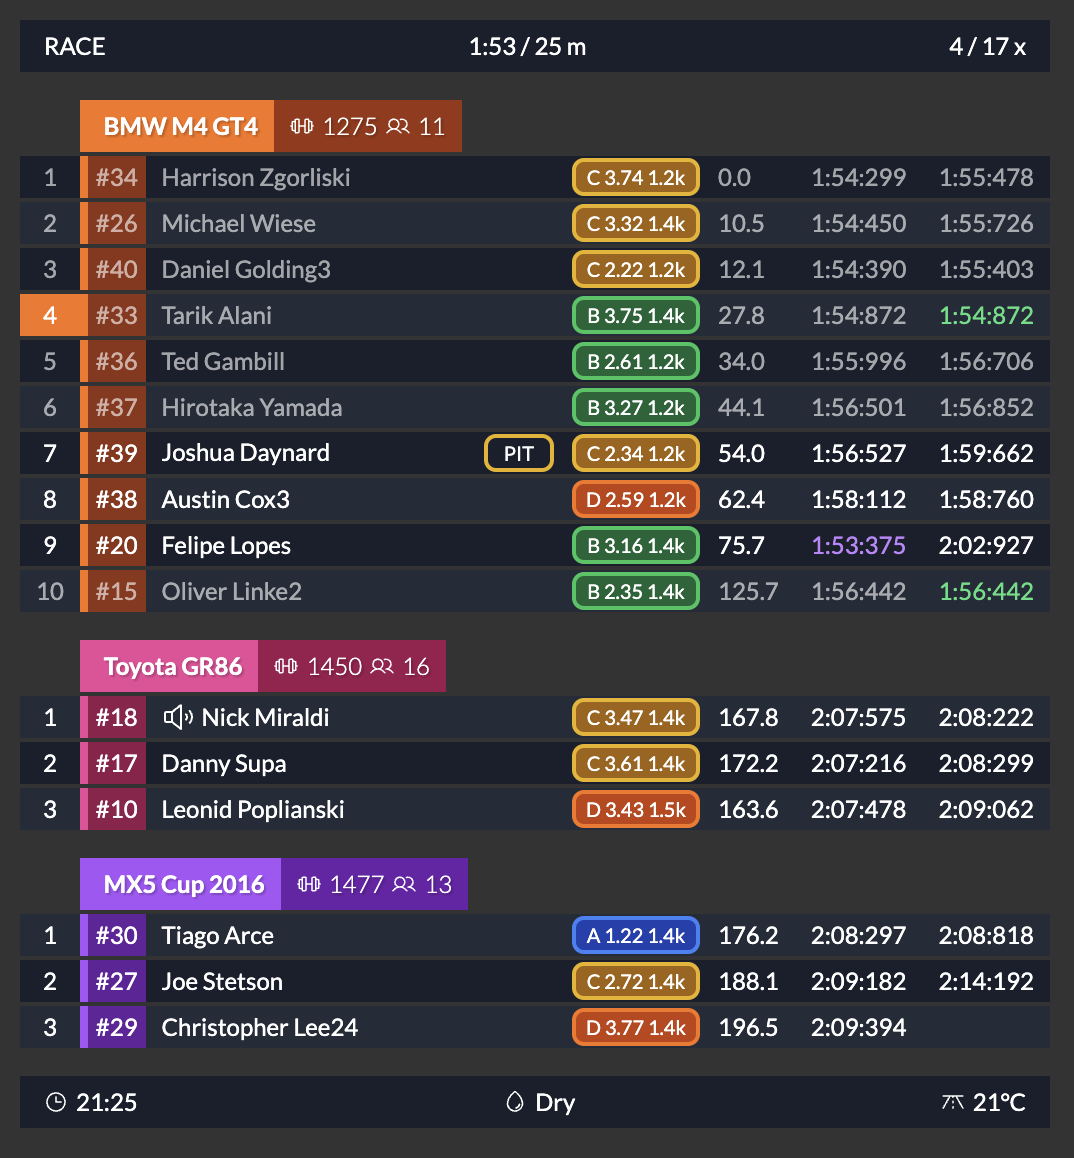 RACE 1:53 / 25 m 4 / 17 x
BMW M4 GT4 1275 11
1 #34 Harrison Zgorliski C 3.74 1.2k 0.0 1:54:299 1:55:478
2 #26 Michael Wiese C 3.32 1.4k 10.5 1:54:450 1:55:726
3 #40 Daniel Golding3 C 2.22 1.2k 12.1 1:54:390 1:55:403
4 #33 Tarik Alani B 3.75 1.4k 27.8 1:54:872 1:54:872
5 #36 Ted Gambill B 2.61 1.2k 34.0 1:55:996 1:56:706
6 #37 Hirotaka Yamada B 3.27 1.2k 44.1 1:56:501 1:56:852
7 #39 Joshua Daynard PIT C 2.34 1.2k 54.0 1:56:527 1:59:662
8 #38 Austin Cox3 D 2.59 1.2k 62.4 1:58:112 1:58:760
9 #20 Felipe Lopes B 3.16 1.4k 75.7 1:53:375 2:02:927
10 #15 Oliver Linke2 B 2.35 1.4k 125.7 1:56:442 1:56:442
Toyota GR86 1450 16
1 #18 Nick Miraldi C 3.47 1.4k 167.8 2:07:575 2:08:222
2 #17 Danny Supa C 3.61 1.4k 172.2 2:07:216 2:08:299
3 #10 Leonid Poplianski D 3.43 1.5k 163.6 2:07:478 2:09:062
MX5 Cup 2016 1477 13
1 #30 Tiago Arce A 1.22 1.4k 176.2 2:08:297 2:08:818
2 #27 Joe Stetson C 2.72 1.4k 188.1 2:09:182 2:14:192
3 #29 Christopher Lee24 D 3.77 1.4k 196.5 2:09:394
21:25 Dry 21°C